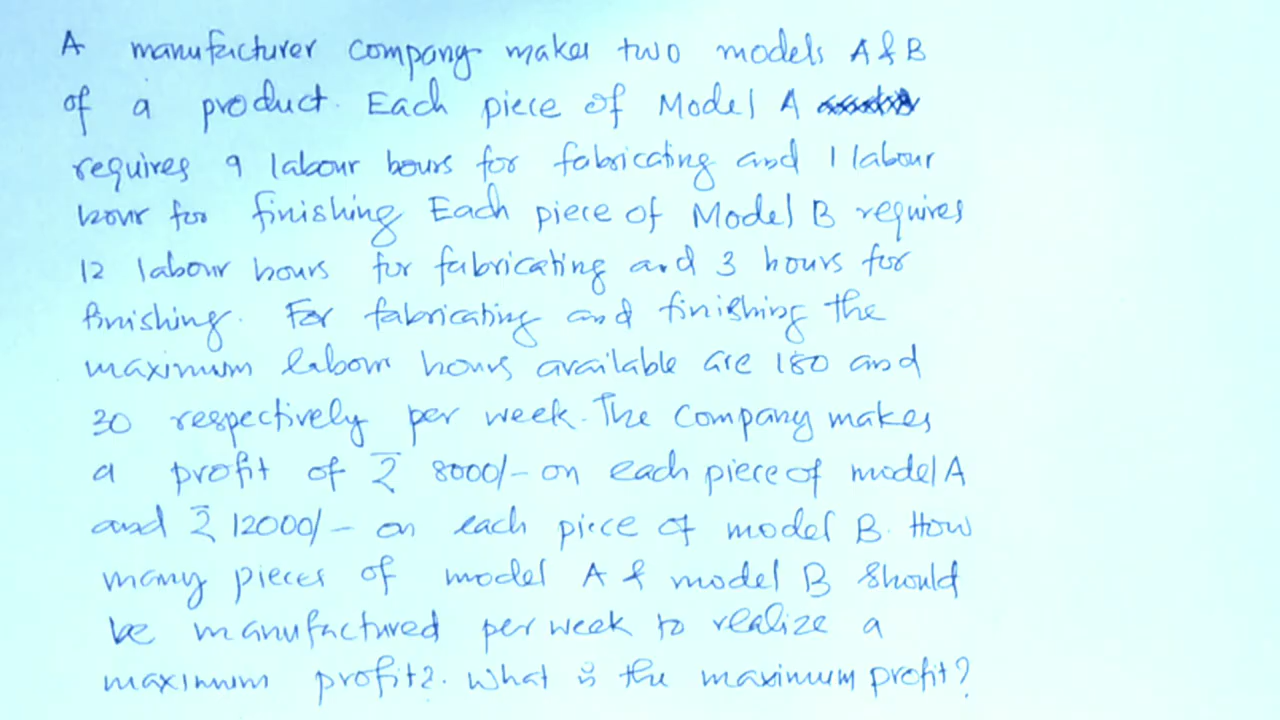 A manufacturer company makes two models A & B
of a product. Each piece of Model A
requires 9 labour hours for fabricating and 1 labour
hour for finishing Each piece of Model B requires
12 labour hours for fabricating and 3 hours for
finishing. For fabricating and finishing the
maximum labour hours available are 180 and
30 respectively per week. The company makes
a profit of ₹ 8000/- on each piece of model A
and ₹ 12000/- on each piece of model B. How
many pieces of model A & model B should
be manufactured per week to realize a
maximum profit?. What is the maximum profit?